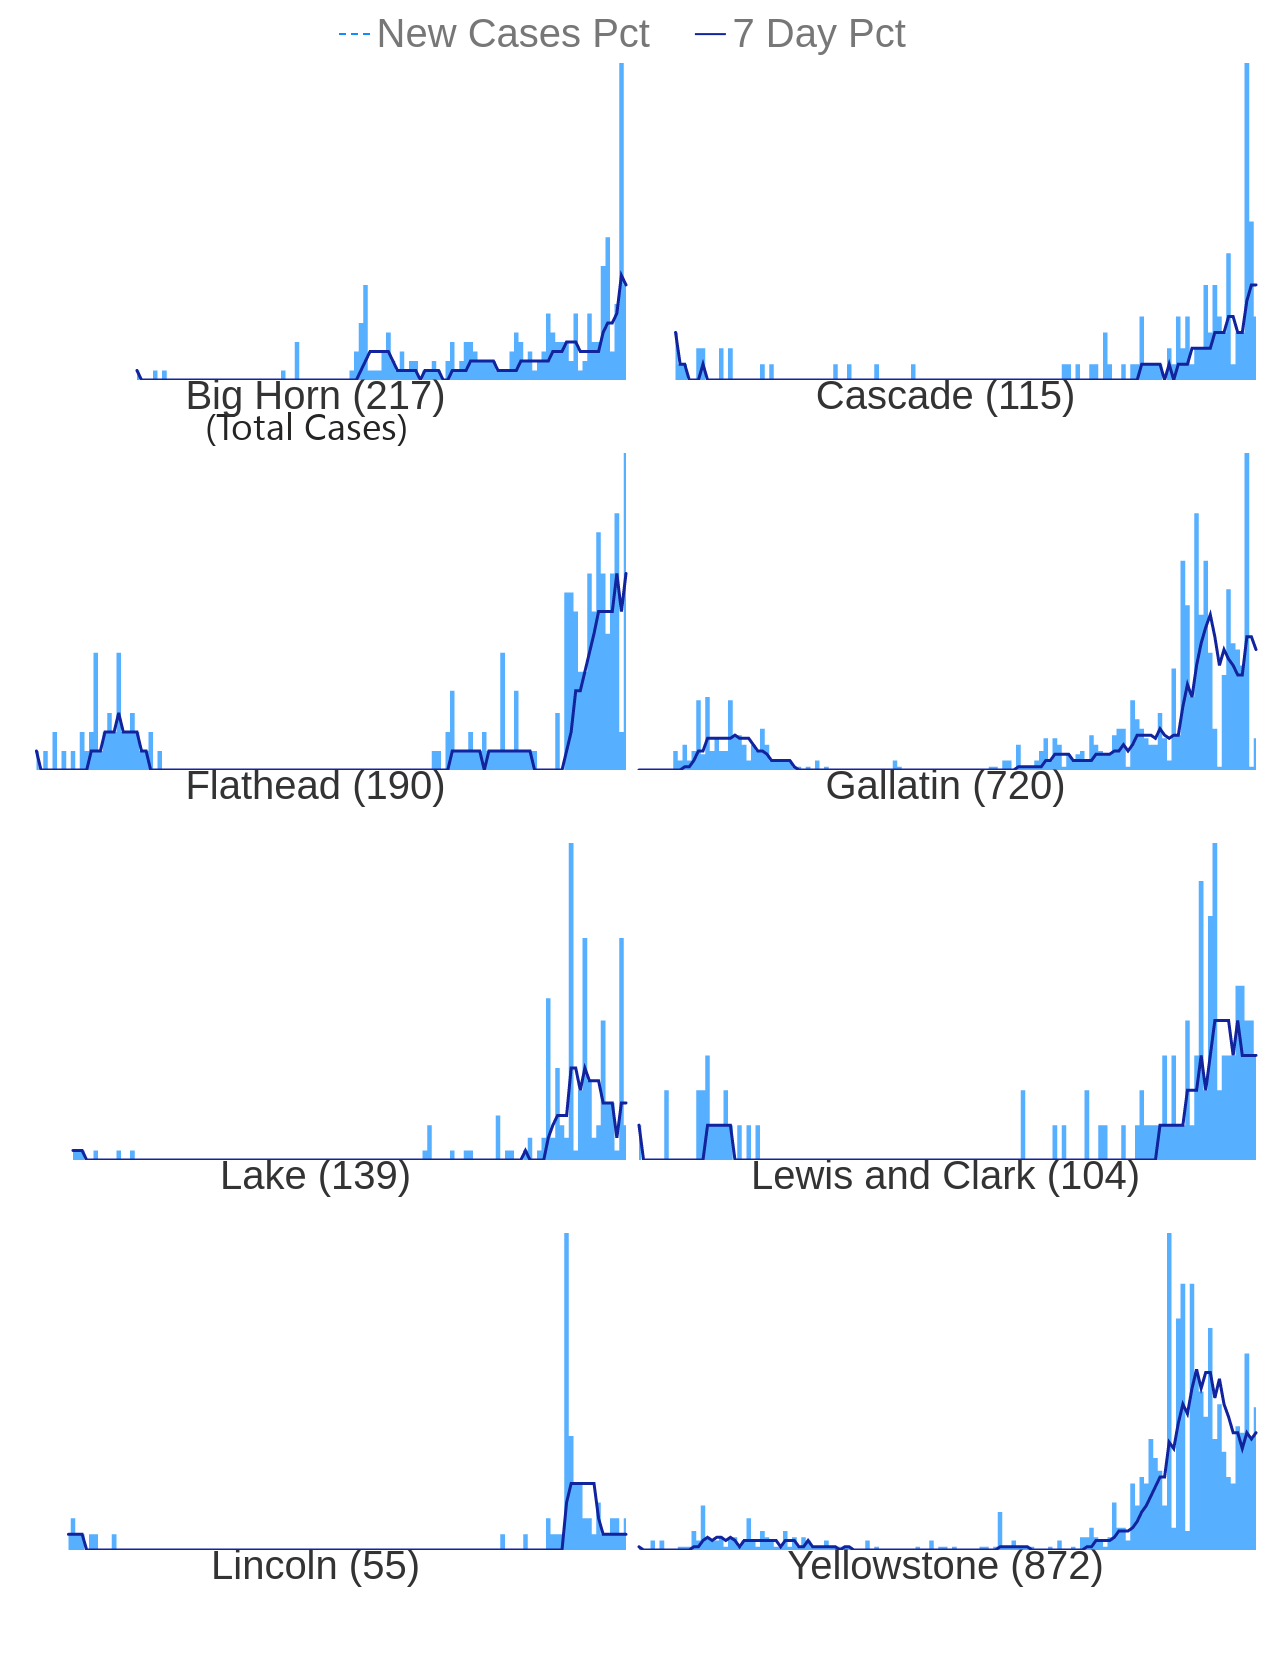 New Cases Pct 7 Day Pct
Big Horn (217) Cascade (115)
(Total Cases)
Flathead (190) Gallatin (720)
Lake (139) Lewis and Clark (104)
Lincoln (55) Yellowstone (872)